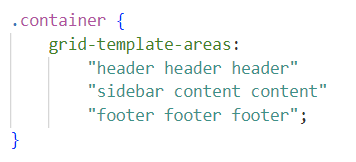 .container {
    grid-template-areas:
        "header header header"
        "sidebar content content"
        "footer footer footer";
}